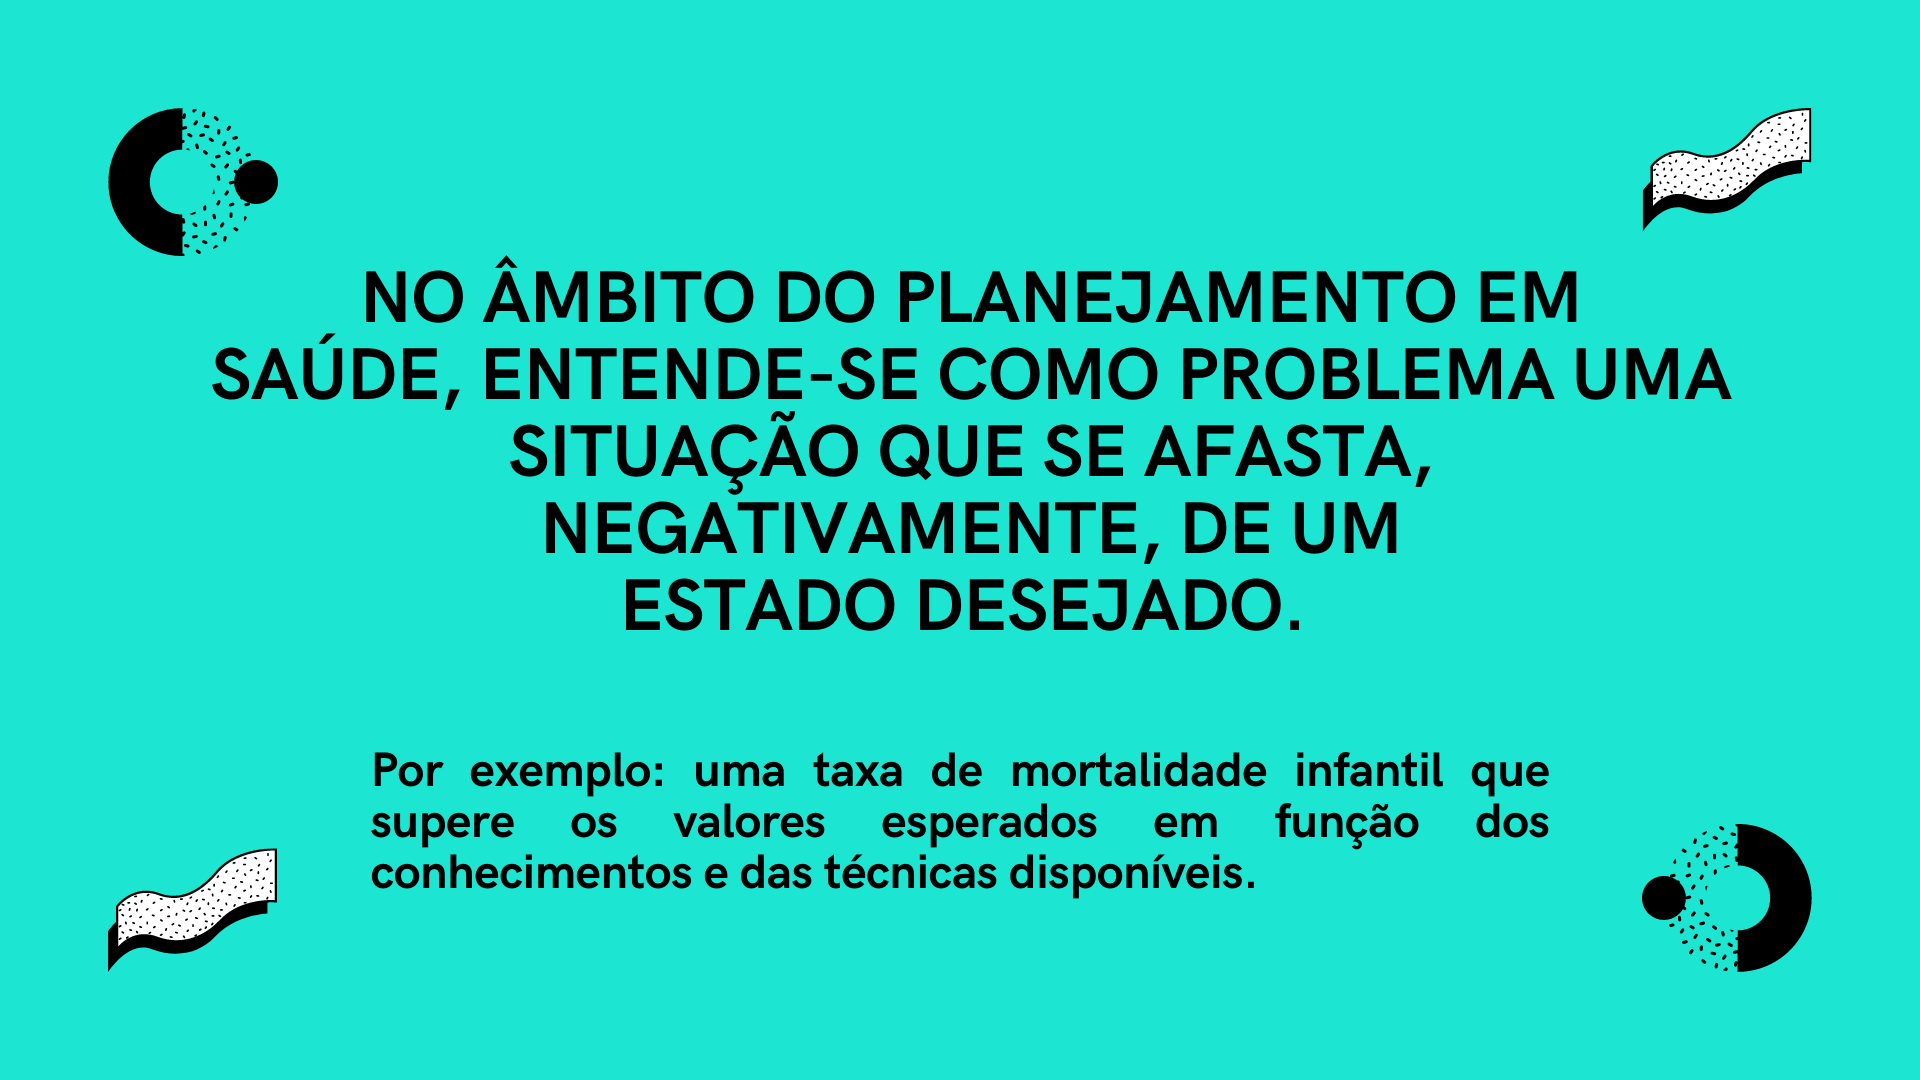 NO ÂMBITO DO PLANEJAMENTO EM
SAÚDE, ENTENDE-SE COMO PROBLEMA UMA
SITUAÇÃO QUE SE AFASTA,
NEGATIVAMENTE, DE UM
ESTADO DESEJADO.
Por exemplo: uma taxa de mortalidade infantil que
supere os valores esperados em função dos
conhecimentos e das técnicas disponíveis.